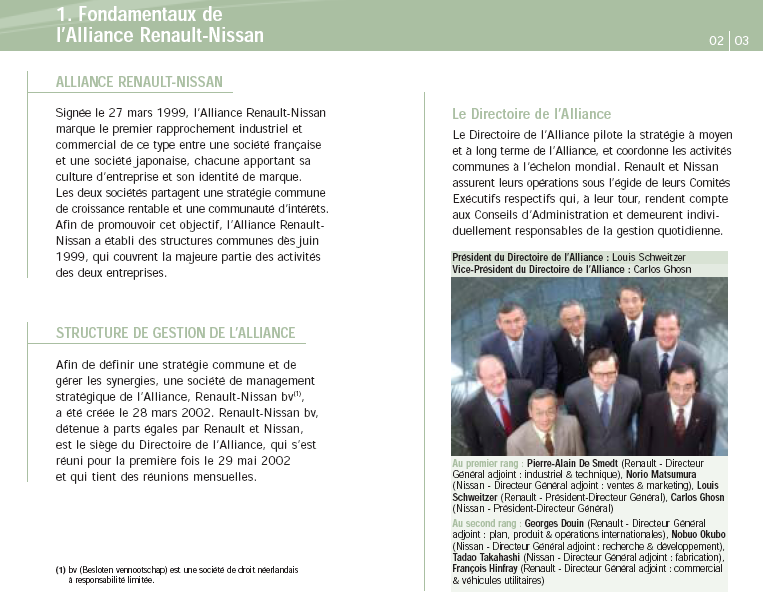 1. Fondamentaux de
l'Alliance Renault-Nissan
02 | 03
ALLIANCE RENAULT-NISSAN
Signée le 27 mars 1999, l'Alliance Renault-Nissan
marque le premier rapprochement industriel et
commercial de ce type entre une société française
et une société japonaise, chacune apportant sa
culture d'entreprise et son identité de marque.
Les deux sociétés partagent une stratégie commune
de croissance rentable et une communauté d'intérêts.
Afin de promouvoir cet objectif, l'Alliance Renault-
Nissan a établi des structures communes dès juin
1999, qui couvrent la majeure partie des activités
des deux entreprises.
STRUCTURE DE GESTION DE L'ALLIANCE
Afin de définir une stratégie commune et de
gérer les synergies, une société de management
stratégique de l'Alliance, Renault-Nissan bv(1),
a été créée le 28 mars 2002. Renault-Nissan bv,
détenue à parts égales par Renault et Nissan,
est le siège du Directoire de l'Alliance, qui s'est
réuni pour la première fois le 29 mai 2002
et qui tient des réunions mensuelles.
(1) bv (Besloten vennootschap) est une société de droit néerlandais
à responsabilité limitée.
Le Directoire de l'Alliance
Le Directoire de l'Alliance pilote la stratégie à moyen
et à long terme de l'Alliance, et coordonne les activités
communes à l'échelon mondial. Renault et Nissan
assurent leurs opérations sous l'égide de leurs Comités
Exécutifs respectifs qui, à leur tour, rendent compte
aux Conseils d'Administration et demeurent indivi-
duellement responsables de la gestion quotidienne.
Président du Directoire de l'Alliance : Louis Schweitzer
Vice-Président du Directoire de l'Alliance : Carlos Ghosn
Au premier rang : Pierre-Alain De Smedt (Renault - Directeur
Général adjoint : industriel & technique), Norio Matsumura
(Nissan - Directeur Général adjoint : ventes & marketing), Louis
Schweitzer (Renault - Président-Directeur Général), Carlos Ghosn
(Nissan - Président-Directeur Général)
Au second rang : Georges Douin (Renault - Directeur Général
adjoint : plan, produit & opérations internationales), Nobuo Okubo
(Nissan - Directeur Général adjoint : recherche & développement),
Tadao Takahashi (Nissan - Directeur Général adjoint : fabrication),
François Hinfray (Renault - Directeur Général adjoint : commercial
& véhicules utilitaires)